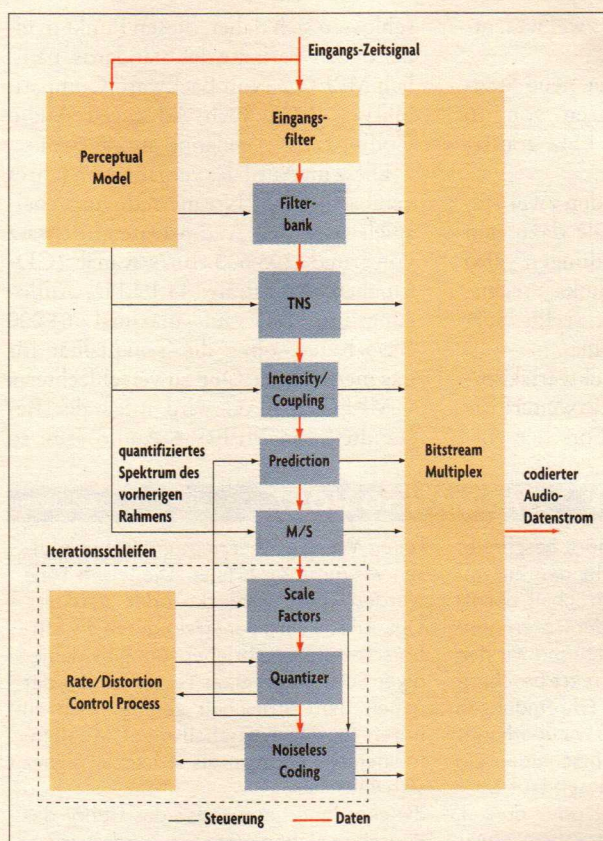 Eingangs-Zeitsignal
Perceptual
Model
Eingangs-
filter
Filter-
bank
TNS
Intensity/
Coupling
quantifiziertes
Spektrum des
vorherigen
Rahmens
Prediction
M/S
Bitstream
Multiplex
codierter
Audio-
Datenstrom
Iterationsschleifen
Scale
Factors
Rate/Distortion
Control Process
Quantizer
Noiseless
Coding
Steuerung
Daten